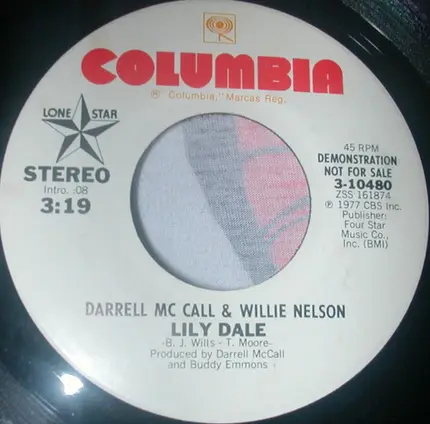 COLUMBIA
® "Columbia," Marcas Reg.
LONE STAR
STEREO
Intro. :08
3:19
45 RPM
DEMONSTRATION
NOT FOR SALE
3-10480
ZSS 161874
℗ 1977 CBS Inc.
Publisher:
Four Star
Music Co.,
Inc. (BMI)
DARRELL MC CALL & WILLIE NELSON
LILY DALE
-B. J. Wills - T. Moore-
Produced by Darrell McCall
and Buddy Emmons